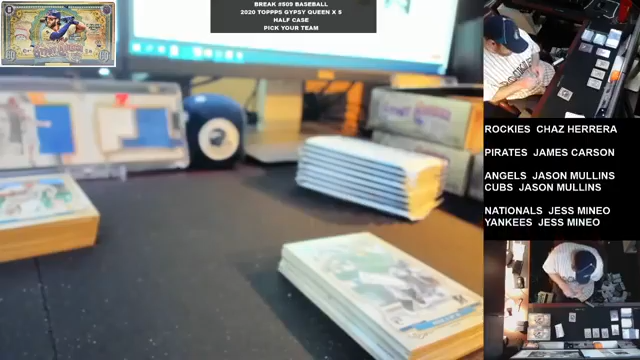 BREAK #509 BASEBALL
2020 TOPPPS GYPSY QUEEN X 5
HALF CASE
PICK YOUR TEAM
ROCKIES CHAZ HERRERA
PIRATES JAMES CARSON
ANGELS JASON MULLINS
CUBS JASON MULLINS
NATIONALS JESS MINEO
YANKEES JESS MINEO